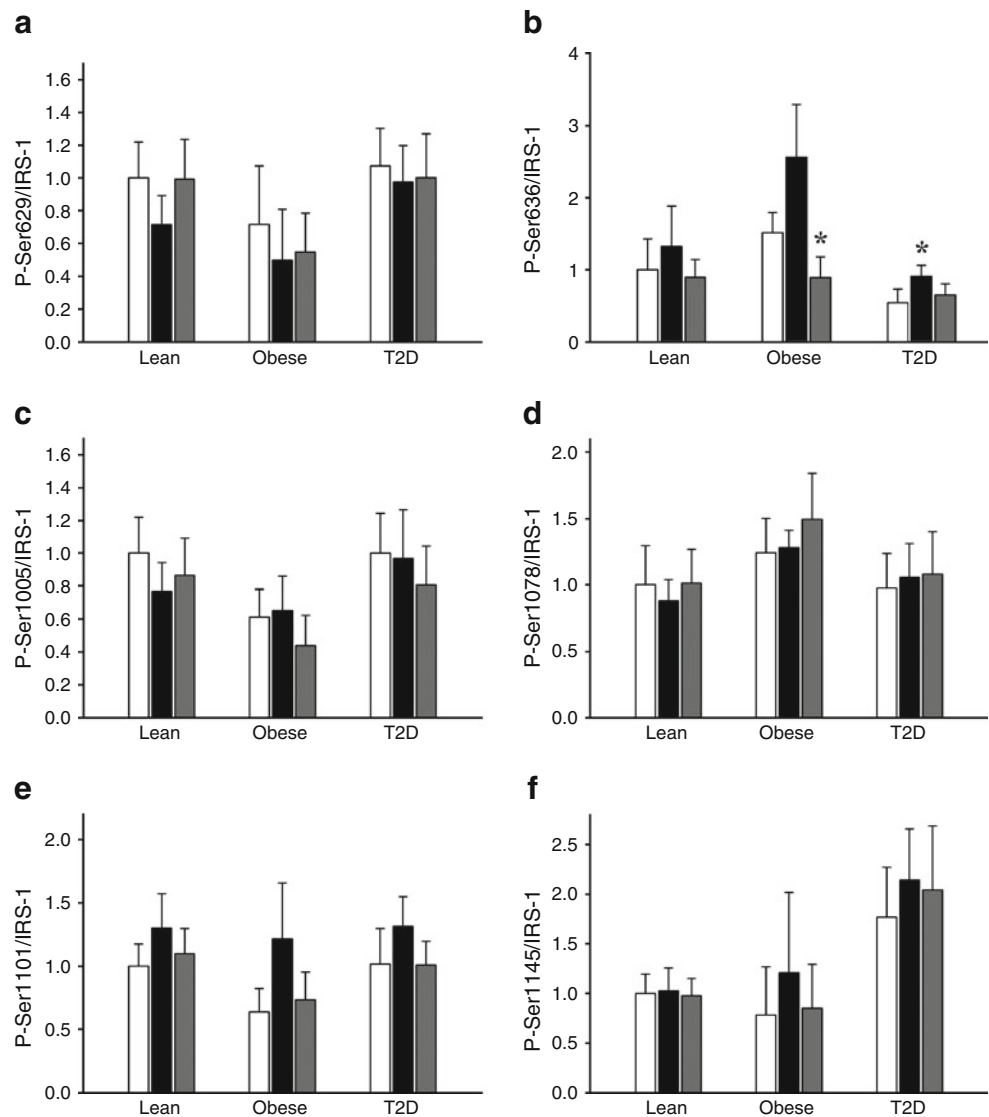 a
P-Ser629/IRS-1
1.6
1.4
1.2
1.0
0.8
0.6
0.4
0.2
0.0
Lean Obese T2D
b
P-Ser636/IRS-1
4
3
2
1
0
*
*
Lean Obese T2D
c
P-Ser1005/IRS-1
1.6
1.4
1.2
1.0
0.8
0.6
0.4
0.2
0.0
Lean Obese T2D
d
P-Ser1078/IRS-1
2.0
1.5
1.0
0.5
0.0
Lean Obese T2D
e
P-Ser1101/IRS-1
2.0
1.5
1.0
0.5
0.0
Lean Obese T2D
f
P-Ser1145/IRS-1
2.5
2.0
1.5
1.0
0.5
0.0
Lean Obese T2D